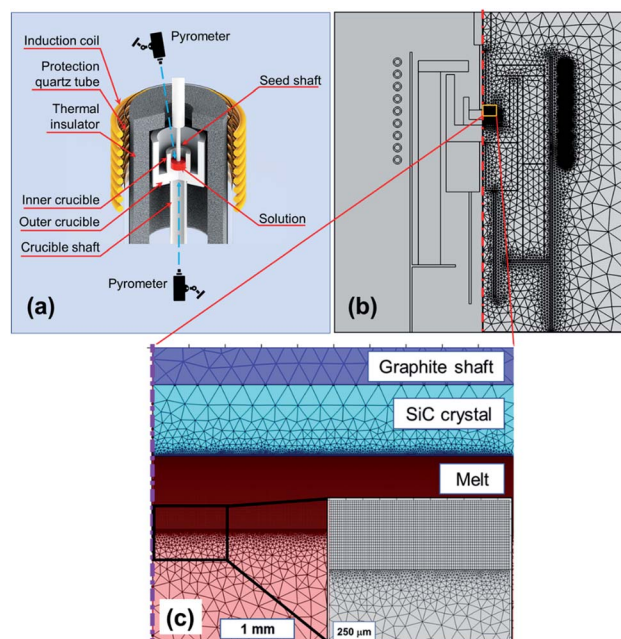 Induction coil
Pyrometer
Protection
quartz tube
Seed shaft
Thermal
insulator
Inner crucible
Outer crucible
Solution
Crucible shaft
Pyrometer
(a)
(b)
Graphite shaft
SiC crystal
Melt
(c)
1 mm
250 μm